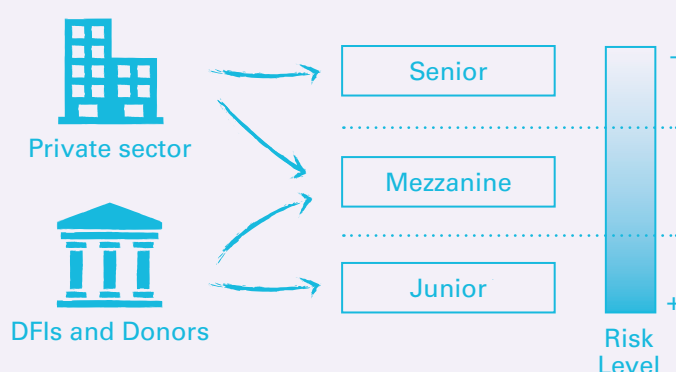 Private sector
DFIs and Donors
Senior
Mezzanine
Junior
-
+
Risk
Level